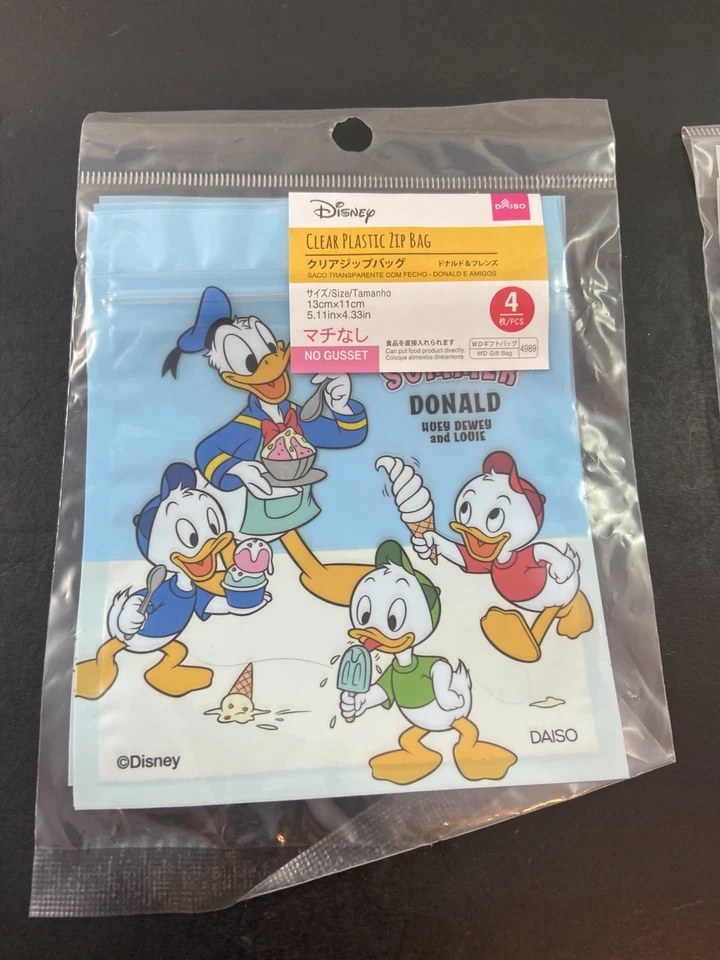 Disney
DAISO
CLEAR PLASTIC ZIP BAG
クリアジップバッグ ドナルド&フレンズ
SACO TRANSPARENTE COM FECHO - DONALD E AMIGOS
サイズ/Size/Tamanho
13cm×11cm
5.11in×4.33in
4
枚/PCS
マチなし
NO GUSSET
食品を直接入れられます
Can put food product directly.
Coloque alimentos diretamente.
WDギフトバッグ
WD Gift Bag
4989
SUMMER
DONALD
HUEY DEWEY
and LOUIE
DAISO
©Disney